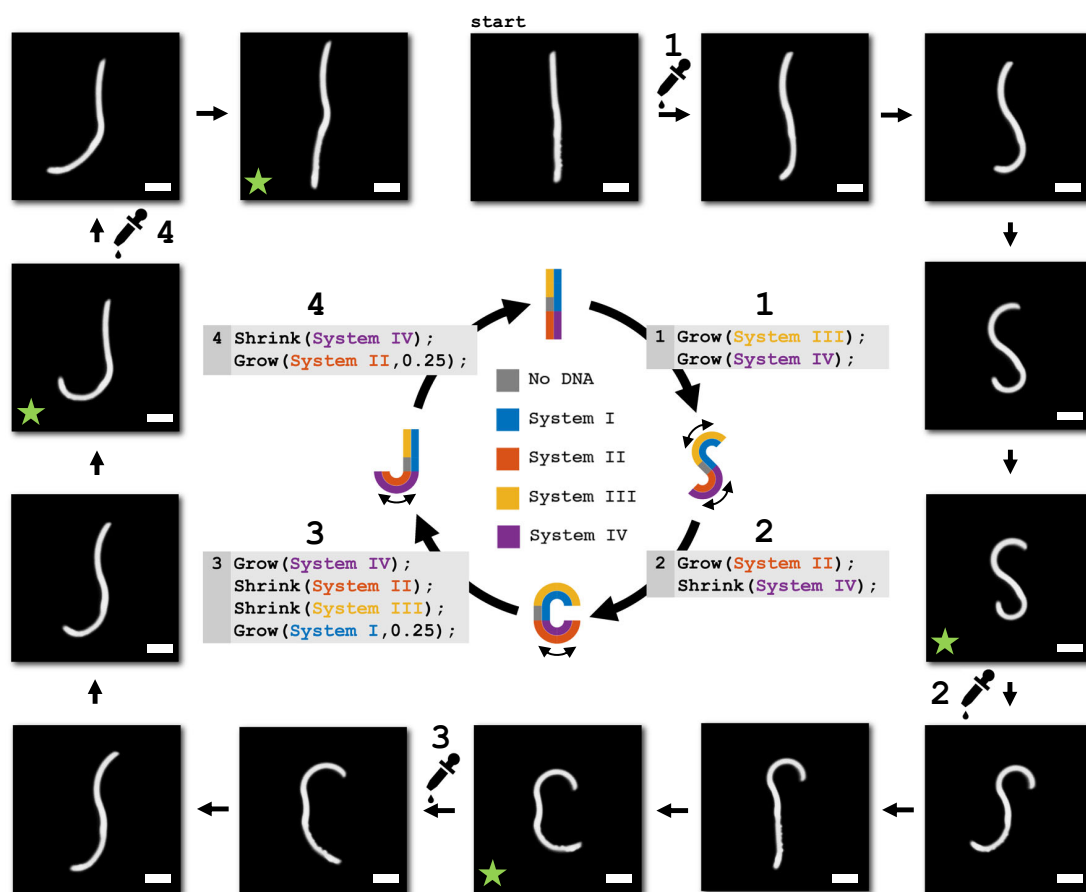 start
1
4
4
4 Shrink(System IV);
Grow(System II,0.25);
1
1 Grow(System III);
Grow(System IV);
No DNA
System I
System II
System III
System IV
3
3 Grow(System IV);
Shrink(System II);
Shrink(System III);
Grow(System I,0.25);
2
2 Grow(System II);
Shrink(System IV);
2
3